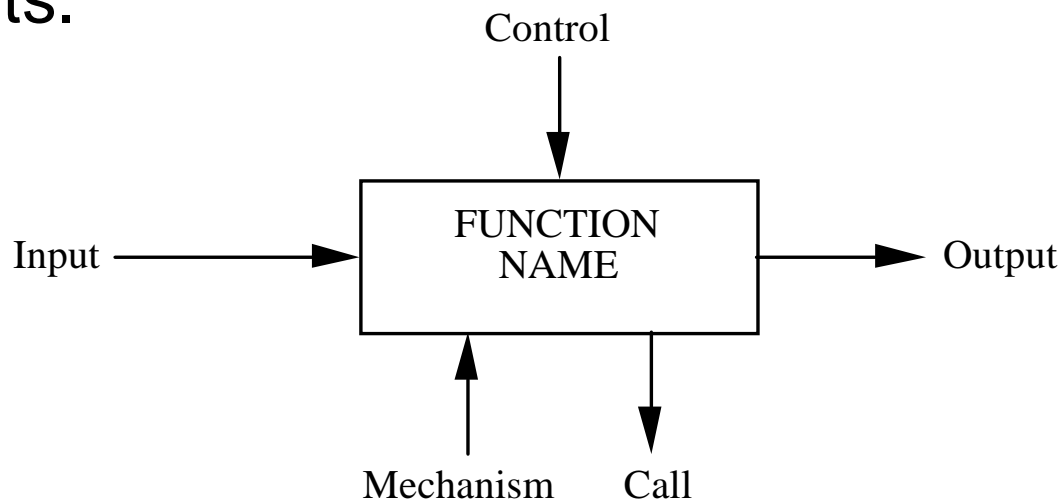 ts.
Control
FUNCTION
NAME
Input
Output
Mechanism
Call